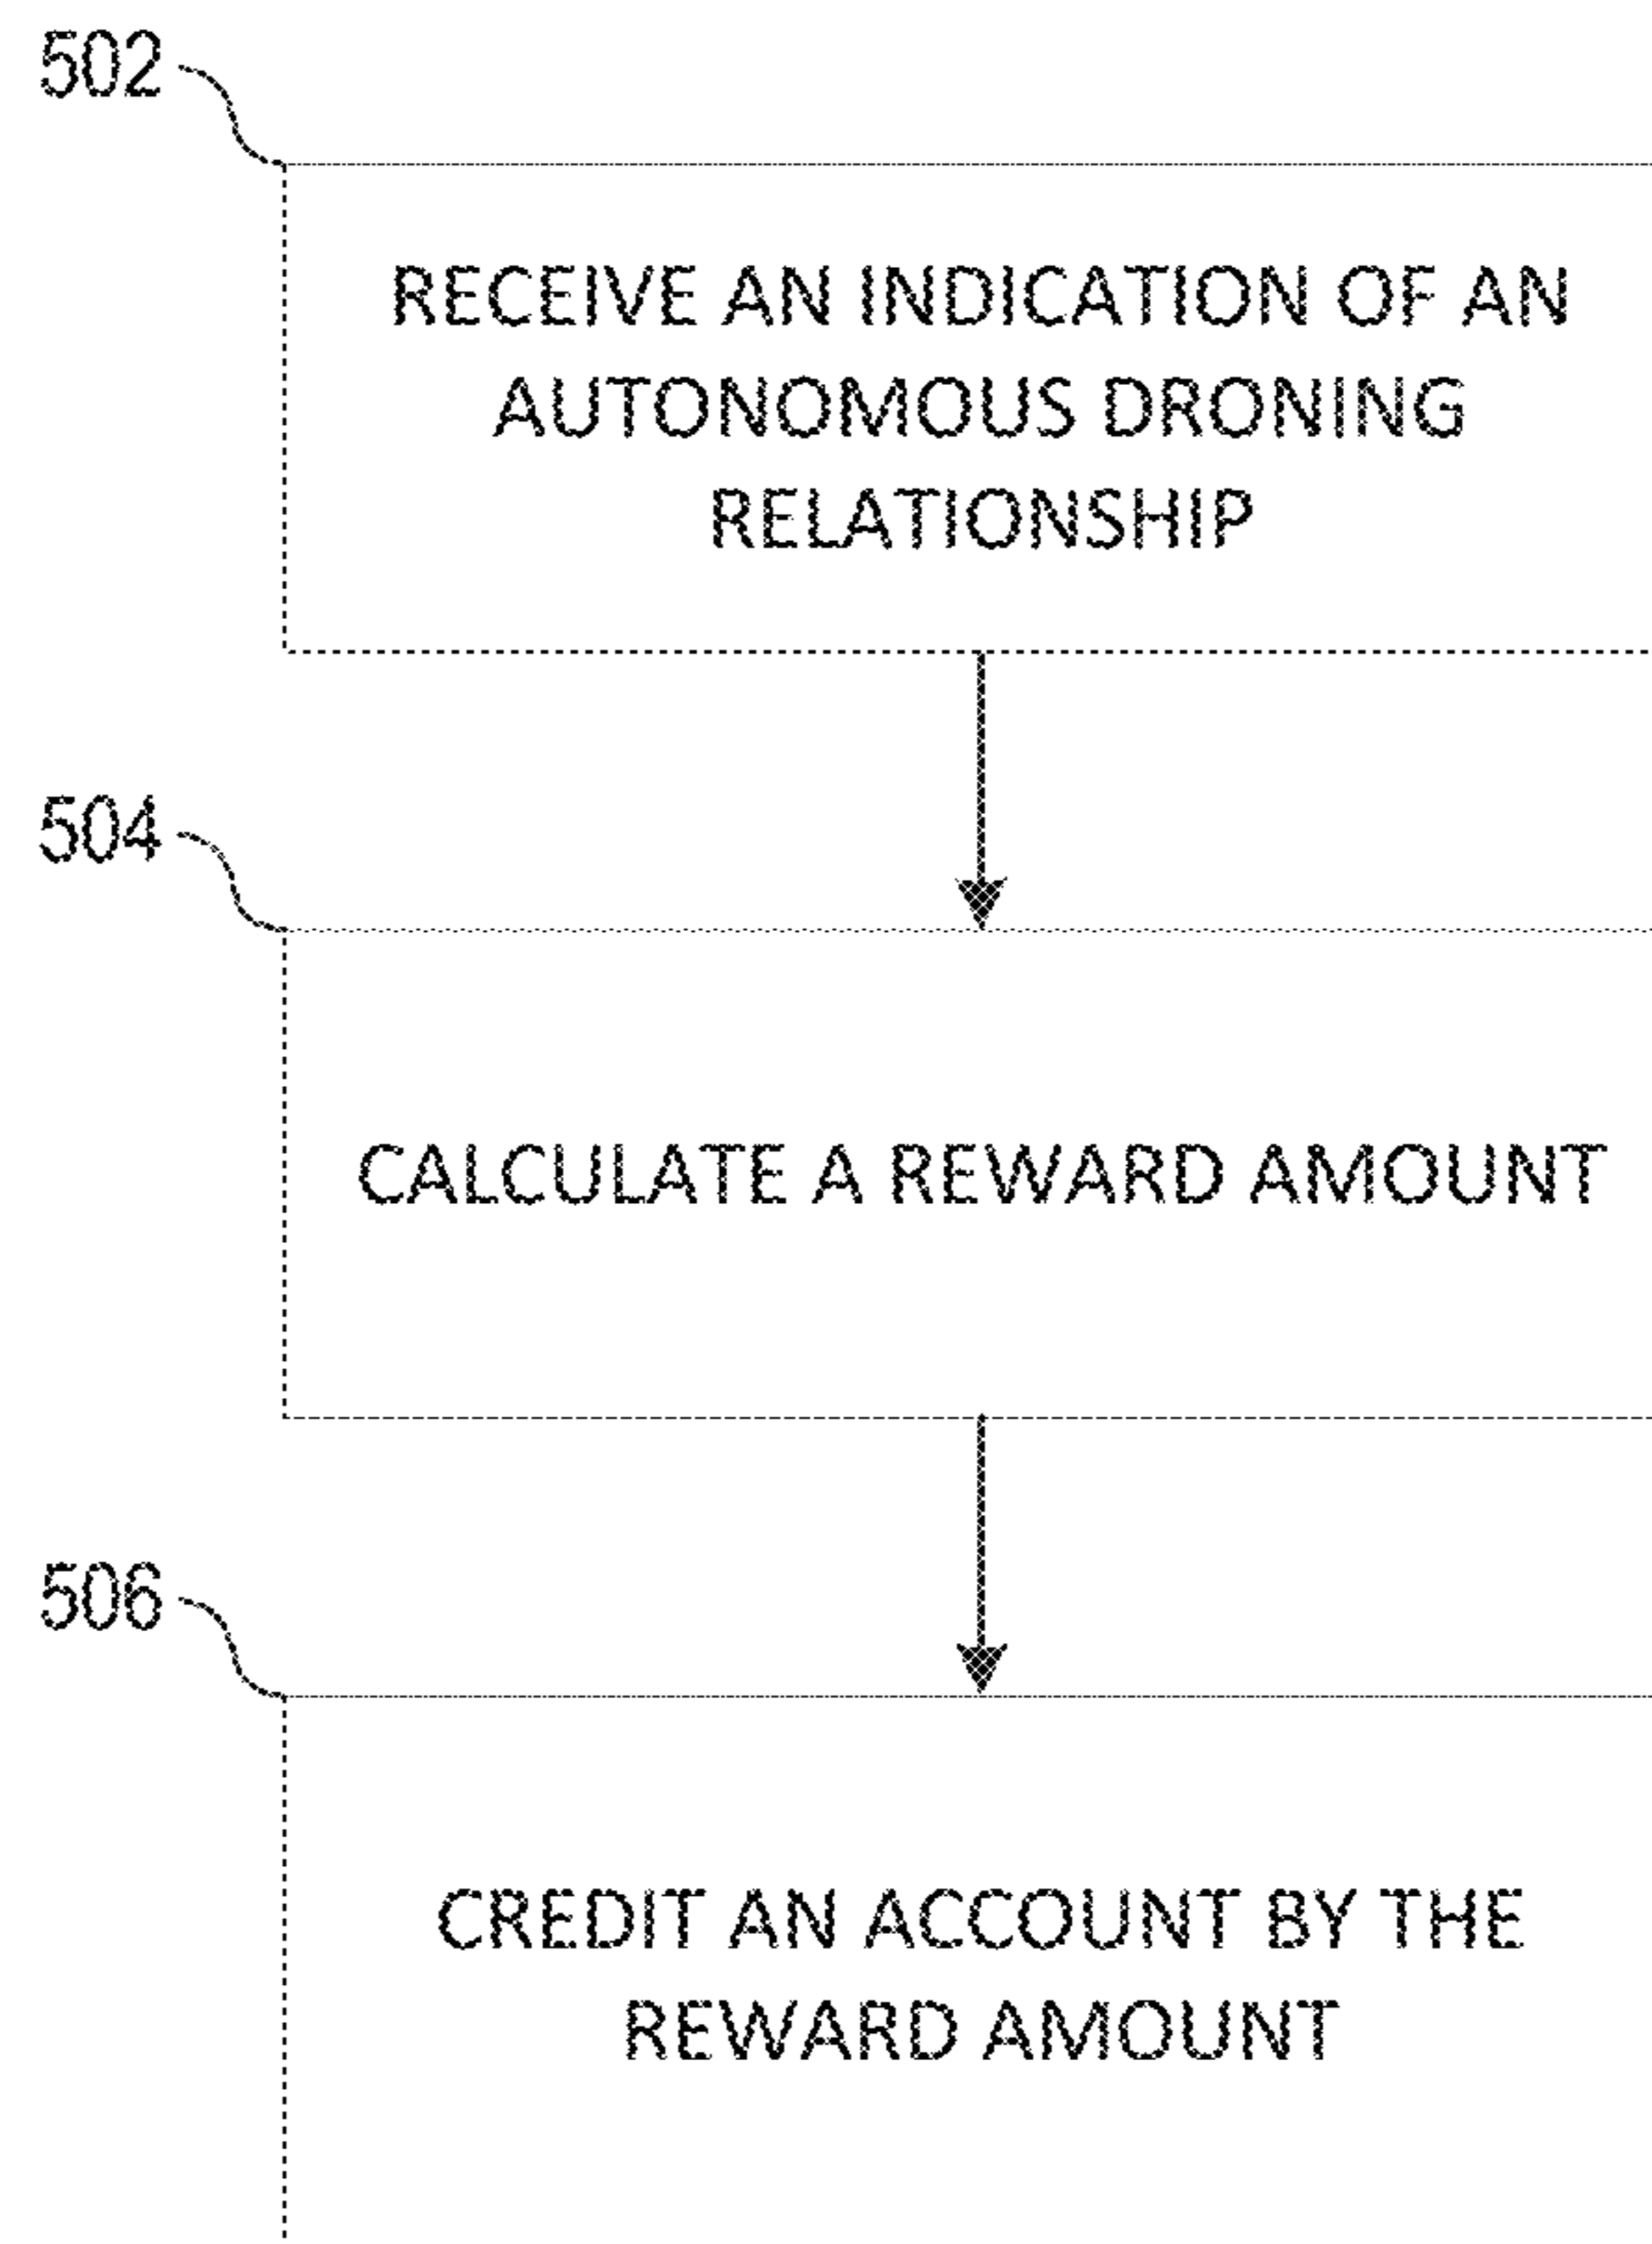 502
RECEIVE AN INDICATION OF AN
AUTONOMOUS DRONING
RELATIONSHIP
504
CALCULATE A REWARD AMOUNT
506
CREDIT AN ACCOUNT BY THE
REWARD AMOUNT